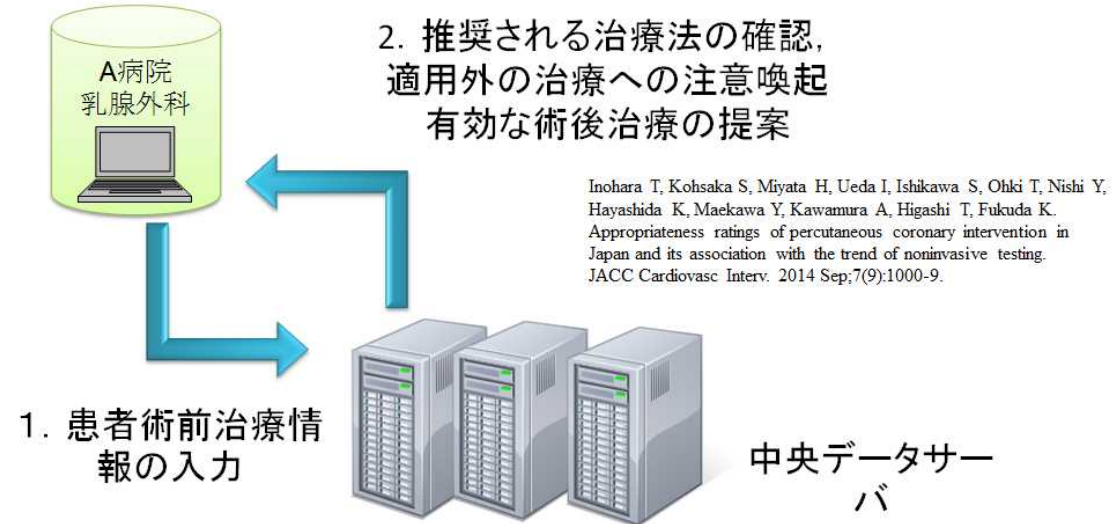 A病院
乳腺外科
2. 推奨される治療法の確認,
適用外の治療への注意喚起
有効な術後治療の提案
Inohara T, Kohsaka S, Miyata H, Ueda I, Ishikawa S, Ohki T, Nishi Y,
Hayashida K, Maekawa Y, Kawamura A, Higashi T, Fukuda K.
Appropriateness ratings of percutaneous coronary intervention in
Japan and its association with the trend of noninvasive testing.
JACC Cardiovasc Interv. 2014 Sep;7(9):1000-9.
1. 患者術前治療情
報の入力
中央データサー
バ